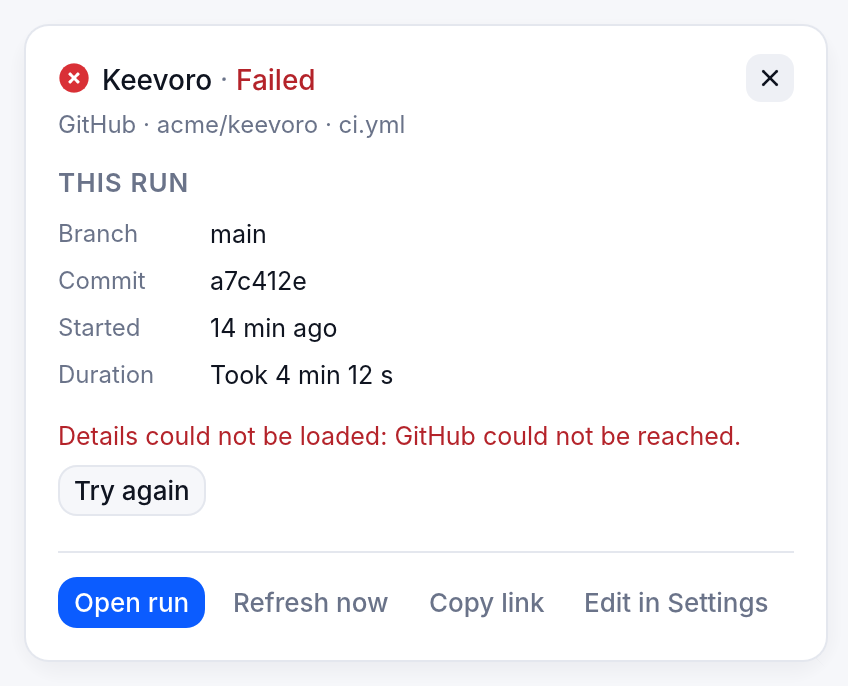 Keevoro · Failed
GitHub · acme/keevoro · ci.yml
THIS RUN
Branch main
Commit a7c412e
Started 14 min ago
Duration Took 4 min 12 s
Details could not be loaded: GitHub could not be reached.
Try again
Open run Refresh now Copy link Edit in Settings